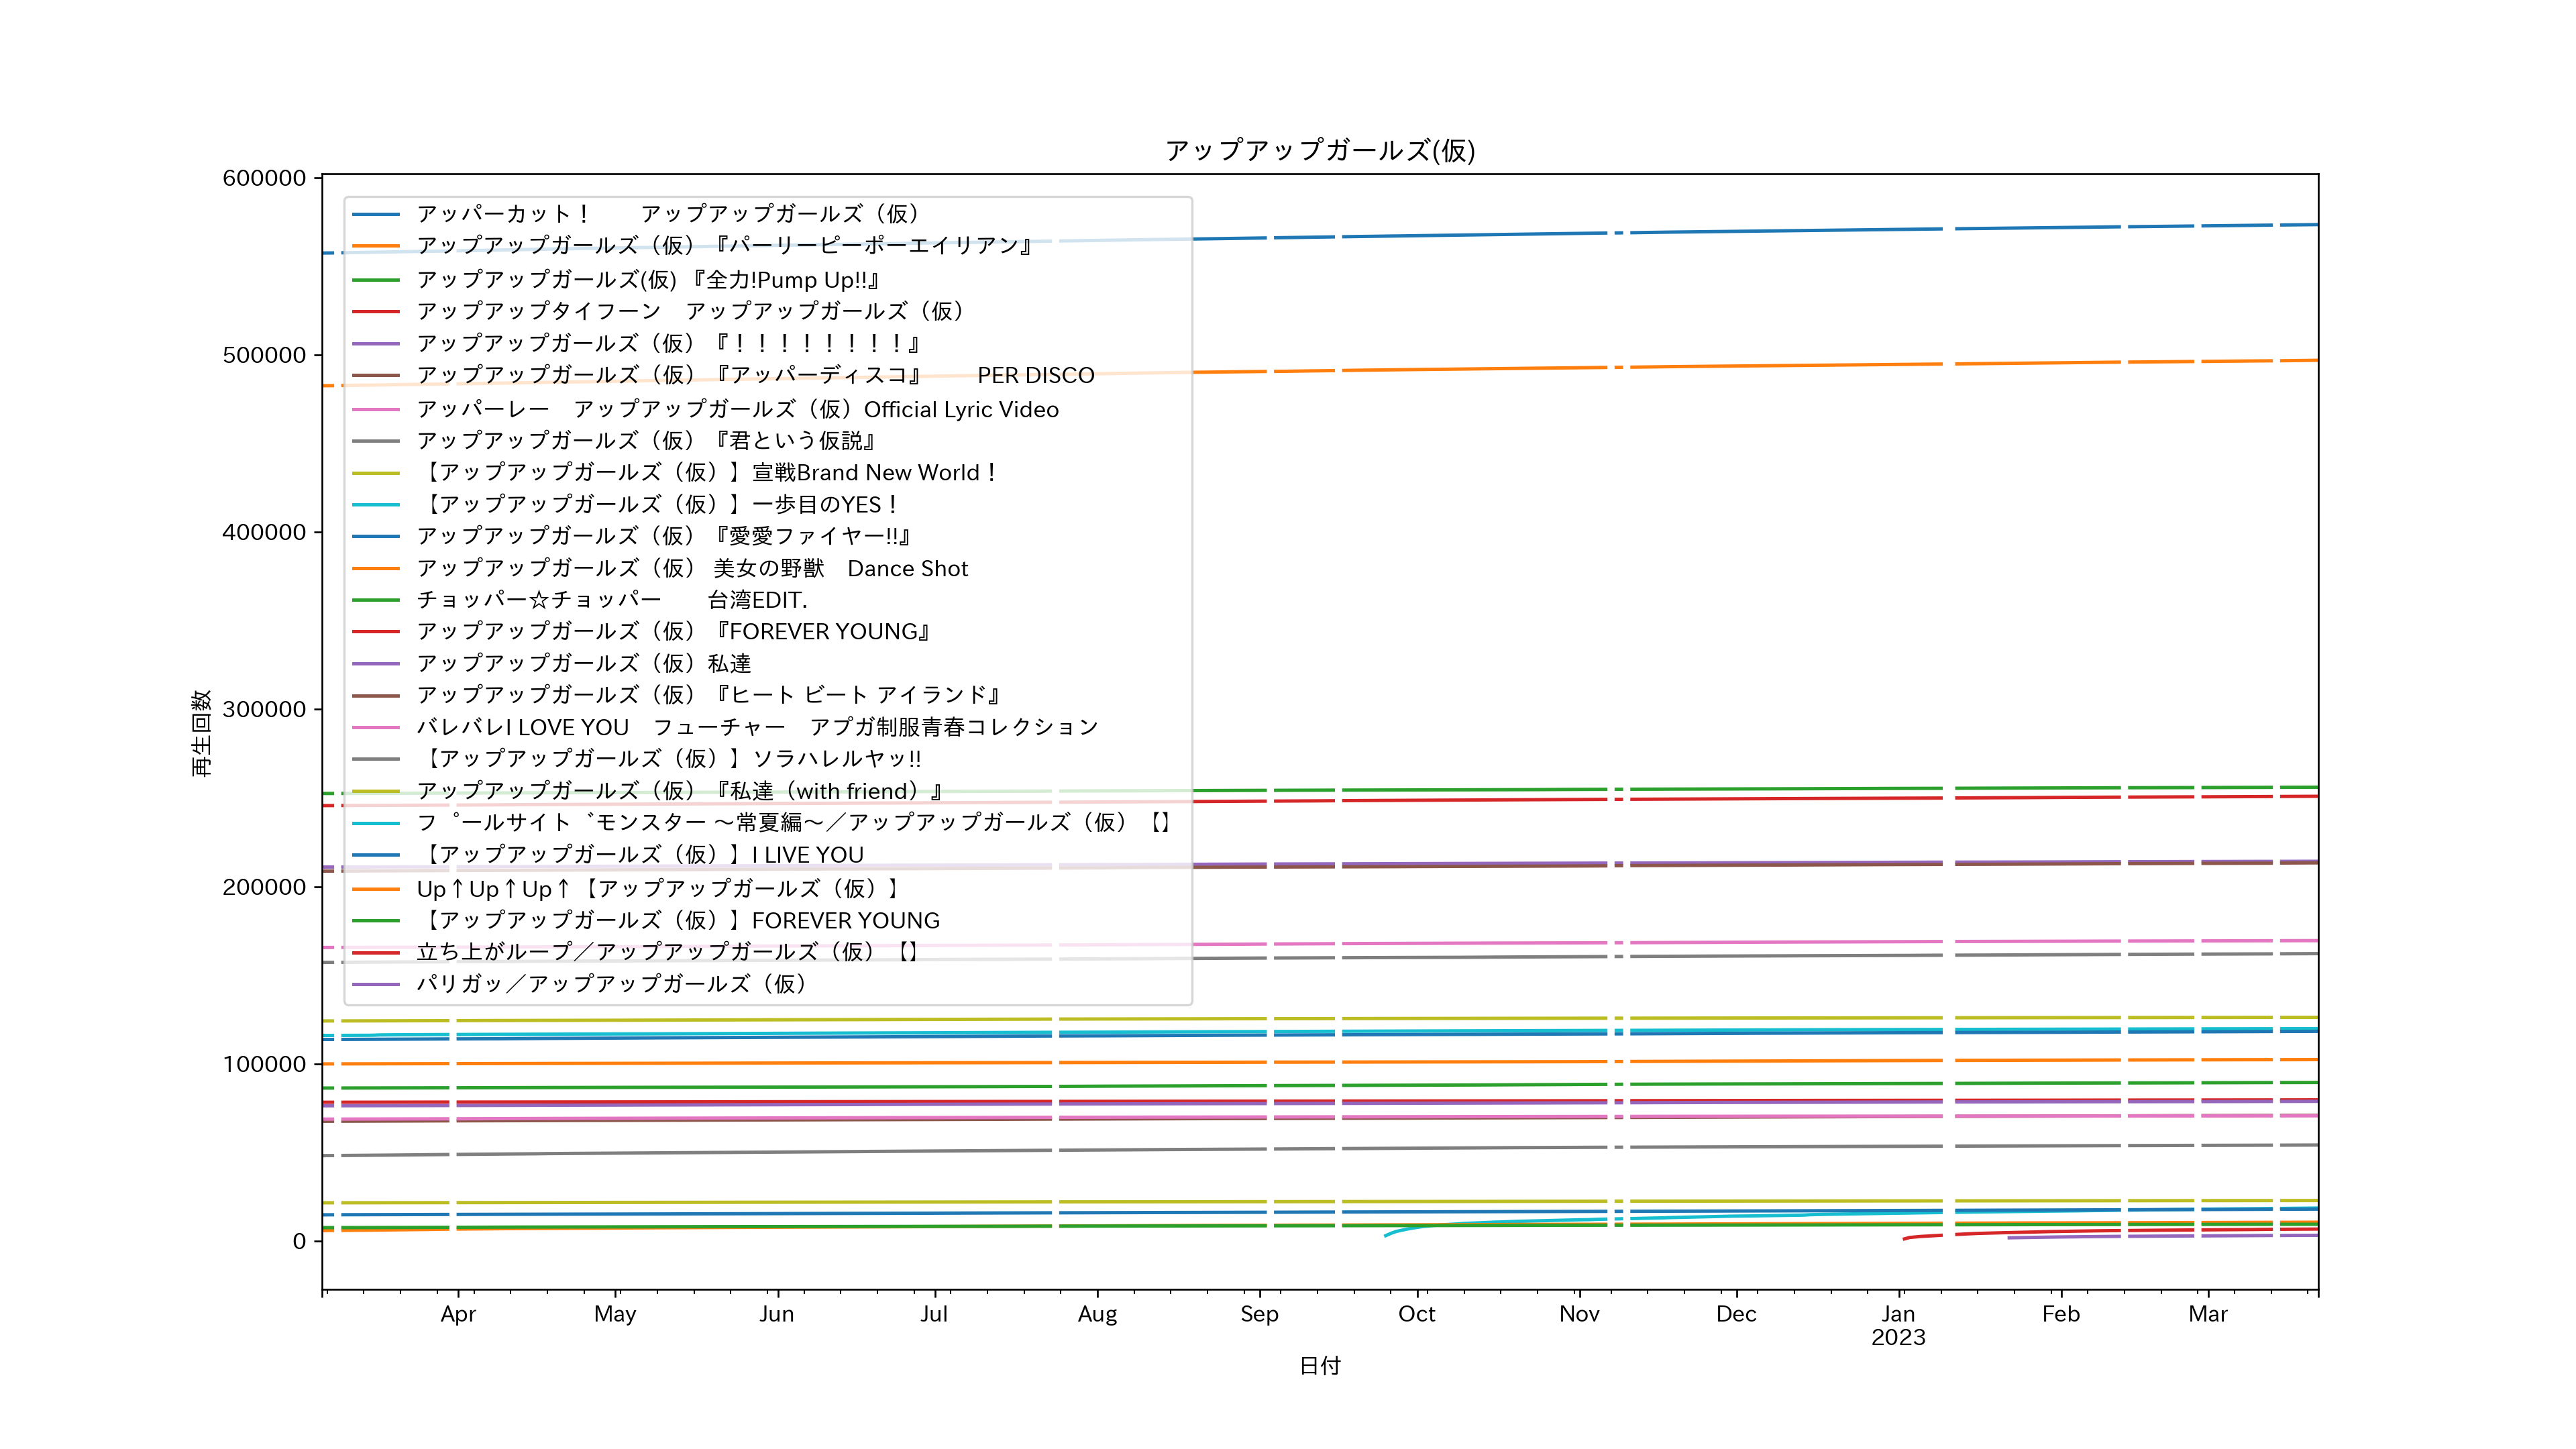 アップアップガールズ(仮)
600000
500000
400000
300000
200000
100000
0
再生回数
アッパーカット！　　アップアップガールズ（仮）
アップアップガールズ（仮）『パーリーピーポーエイリアン』
アップアップガールズ(仮) 『全力!Pump Up!!』
アップアップタイフーン　アップアップガールズ（仮）
アップアップガールズ（仮）『！！！！！！！！』
アップアップガールズ（仮）『アッパーディスコ』　　PER DISCO
アッパーレー　アップアップガールズ（仮）Official Lyric Video
アップアップガールズ（仮）『君という仮説』
【アップアップガールズ（仮）】宣戦Brand New World！
【アップアップガールズ（仮）】一歩目のYES！
アップアップガールズ（仮）『愛愛ファイヤー!!』
アップアップガールズ（仮） 美女の野獣　Dance Shot
チョッパー☆チョッパー　　台湾EDIT.
アップアップガールズ（仮）『FOREVER YOUNG』
アップアップガールズ（仮）私達
アップアップガールズ（仮）『ヒート ビート アイランド』
バレバレI LOVE YOU　フューチャー　アプガ制服青春コレクション
【アップアップガールズ（仮）】ソラハレルヤッ!!
アップアップガールズ（仮）『私達（with friend）』
フ゜ールサイト゛モンスター 〜常夏編〜／アップアップガールズ（仮）【】
【アップアップガールズ（仮）】I LIVE YOU
Up↑Up↑Up↑【アップアップガールズ（仮）】
【アップアップガールズ（仮）】FOREVER YOUNG
立ち上がループ／アップアップガールズ（仮）【】
パリガッ／アップアップガールズ（仮）
Apr May Jun Jul Aug Sep Oct Nov Dec Jan Feb Mar
2023
日付